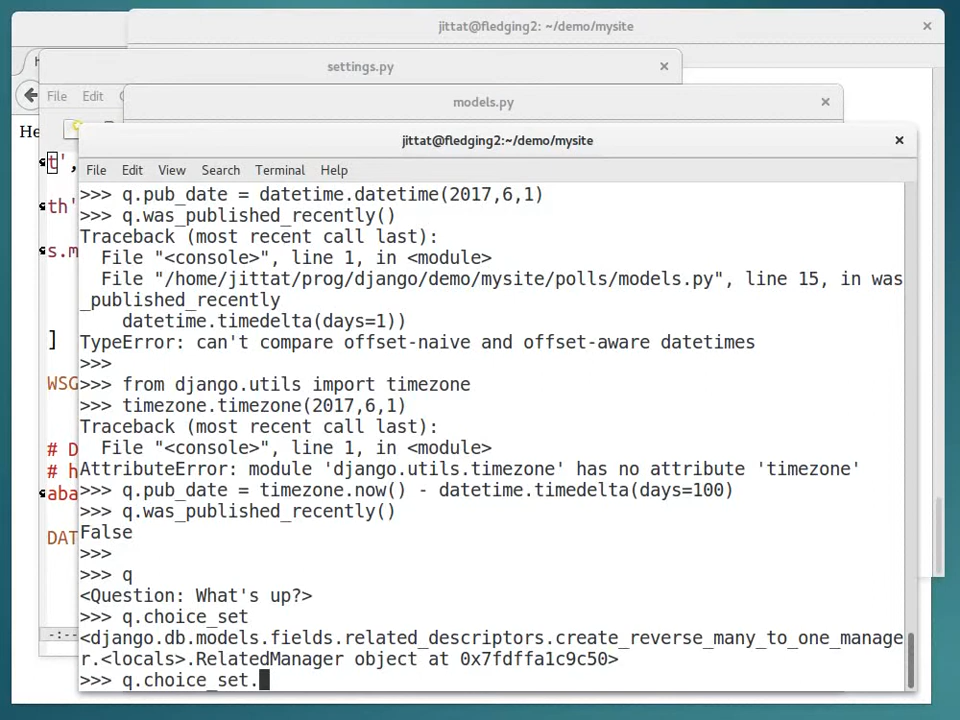 jittat@fledging2: ~/demo/mysite
settings.py
File Edit
models.py
He
t',
th'
s.m
]
WSG
# D
# h
aba
DAT
-:--
jittat@fledging2:~/demo/mysite
File Edit View Search Terminal Help
>>> q.pub_date = datetime.datetime(2017,6,1)
>>> q.was_published_recently()
Traceback (most recent call last):
  File "<console>", line 1, in <module>
  File "/home/jittat/prog/django/demo/mysite/polls/models.py", line 15, in was
_published_recently
    datetime.timedelta(days=1))
TypeError: can't compare offset-naive and offset-aware datetimes
>>>
>>> from django.utils import timezone
>>> timezone.timezone(2017,6,1)
Traceback (most recent call last):
  File "<console>", line 1, in <module>
AttributeError: module 'django.utils.timezone' has no attribute 'timezone'
>>> q.pub_date = timezone.now() - datetime.timedelta(days=100)
>>> q.was_published_recently()
False
>>>
>>> q
<Question: What's up?>
>>> q.choice_set
<django.db.models.fields.related_descriptors.create_reverse_many_to_one_manage
r.<locals>.RelatedManager object at 0x7fdffa1c9c50>
>>> q.choice_set.